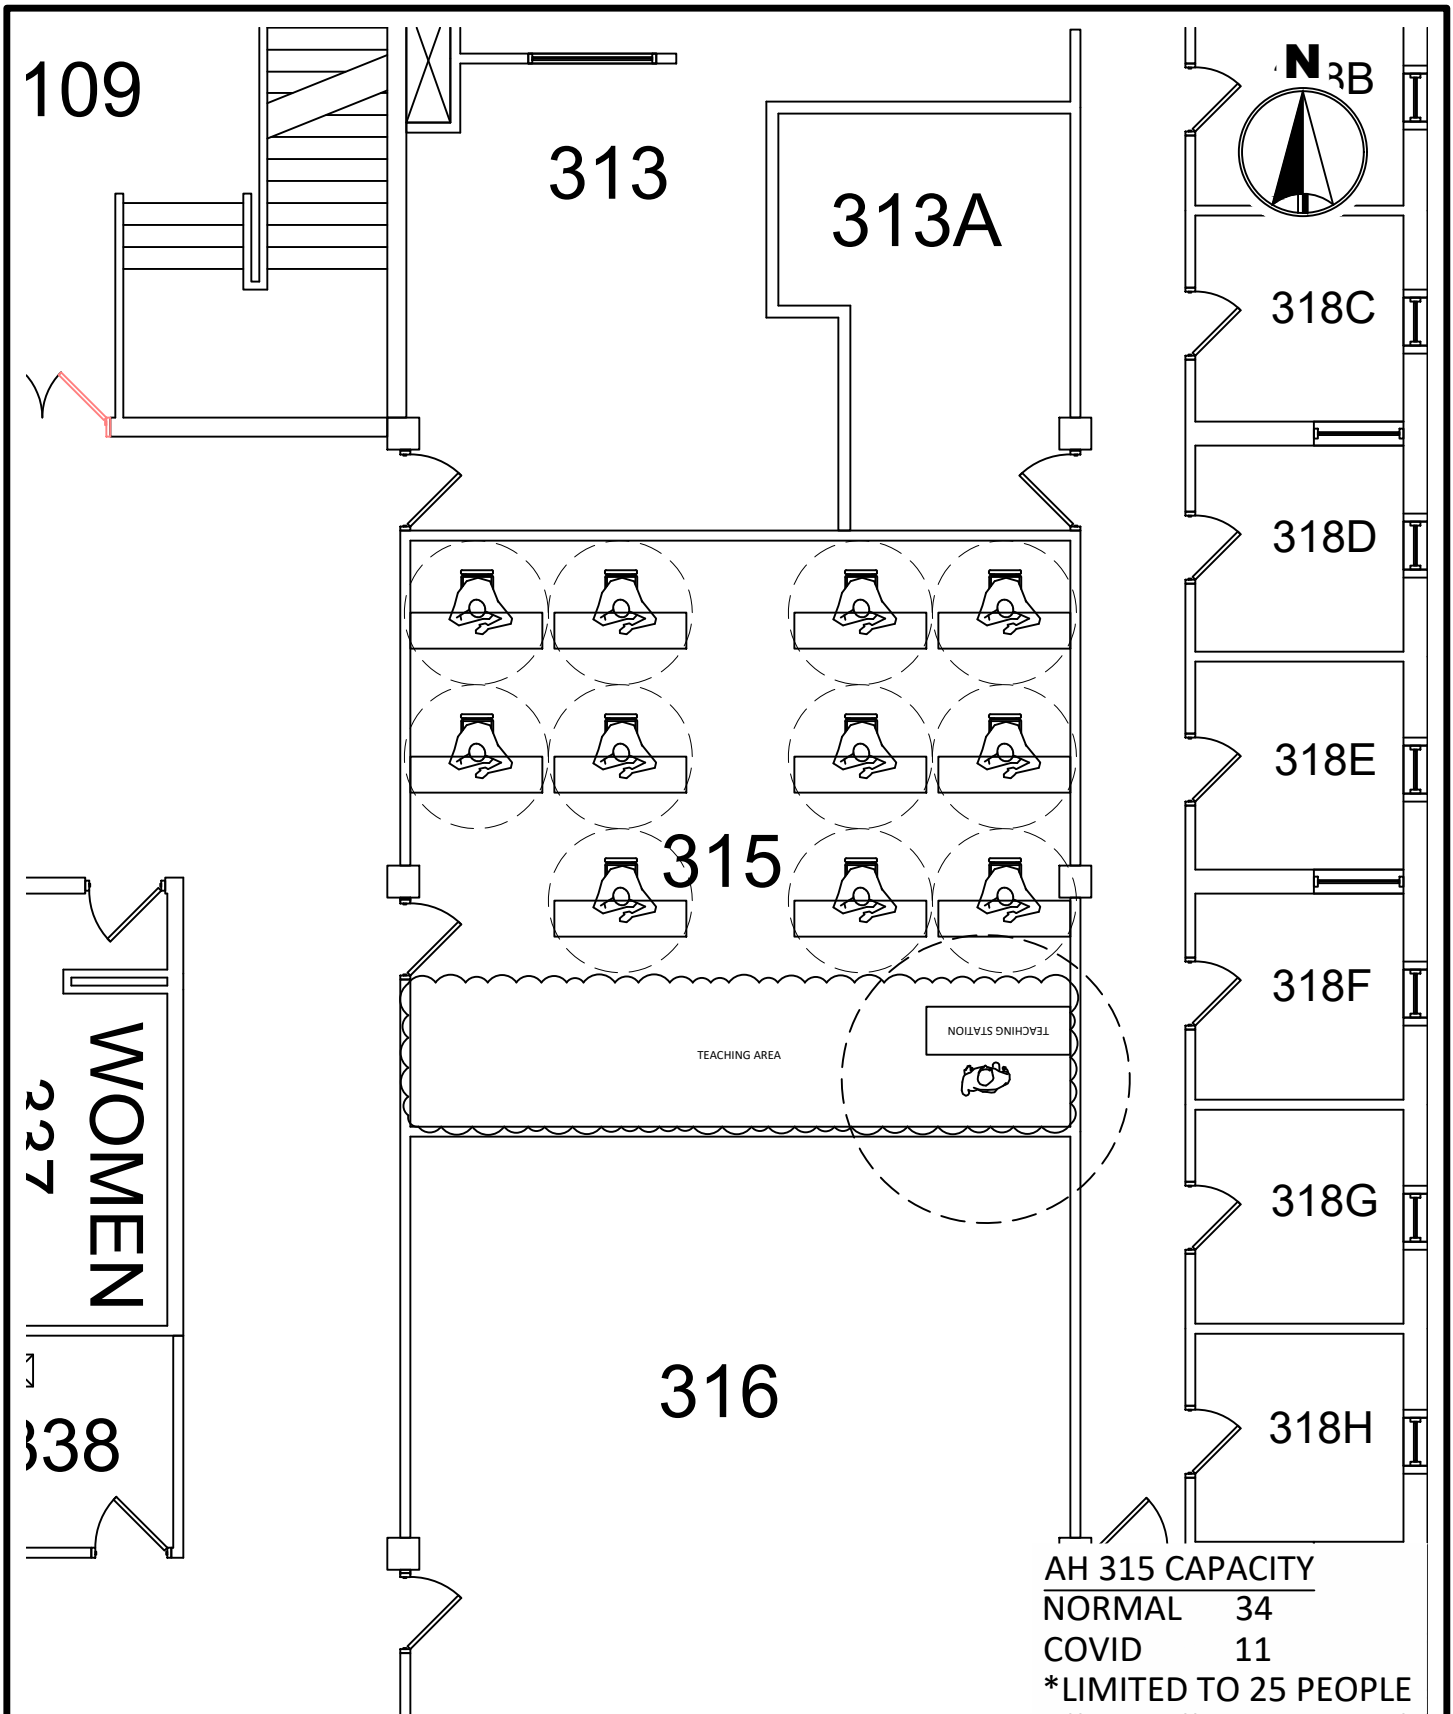 109
N
313
313A
318C
318D
318E
315
318F
TEACHING STATION
TEACHING AREA
WOMEN
318G
316
318H
AH 315 CAPACITY
NORMAL 34
COVID 11
*LIMITED TO 25 PEOPLE